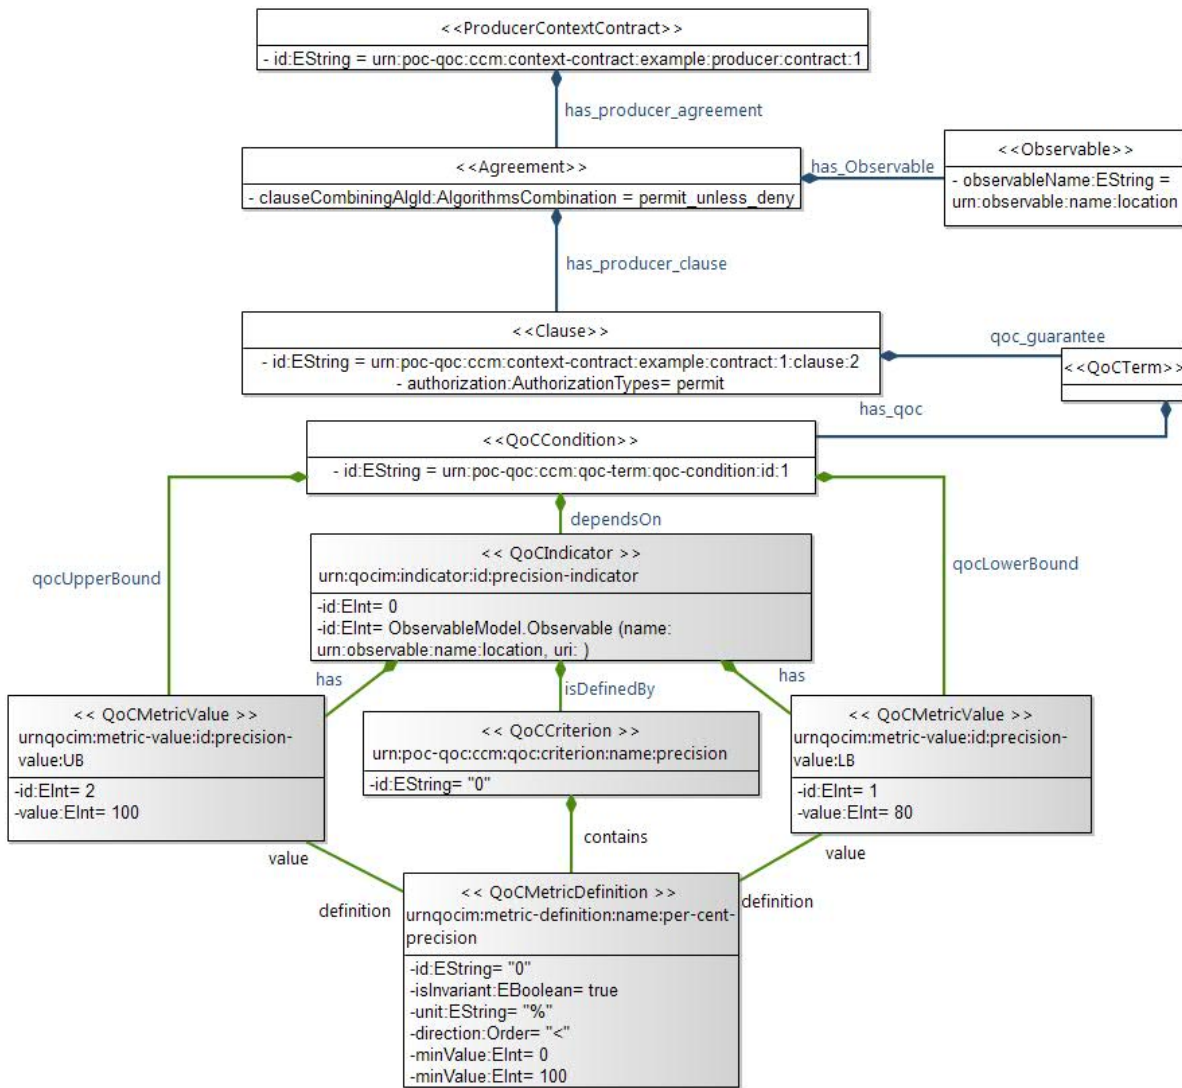 <<ProducerContextContract>>
- id:EString = urn:poc-qoc:ccm:context-contract:example:producer:contract:1
has_producer_agreement
<<Agreement>>
- clauseCombiningAlgId:AlgorithmsCombination = permit_unless_deny
has_Observable
<<Observable>>
- observableName:EString =
urn:observable:name:location
has_producer_clause
<<Clause>>
- id:EString = urn:poc-qoc:ccm:context-contract:example:contract:1:clause:2
- authorization:AuthorizationTypes= permit
qoc_guarantee
<<QoCTerm>>
has_qoc
<<QoCCondition>>
- id:EString = urn:poc-qoc:ccm:qoc-term:qoc-condition:id:1
dependsOn
qocUpperBound
qocLowerBound
<< QoCIndicator >>
urn:qocim:indicator:id:precision-indicator
-id:EInt= 0
-id:EInt= ObservableModel.Observable (name:
urn:observable:name:location, uri: )
has
isDefinedBy
has
<< QoCMetricValue >>
urnqocim:metric-value:id:precision-
value:UB
-id:EInt= 2
-value:EInt= 100
<< QoCCriterion >>
urn:poc-qoc:ccm:qoc:criterion:name:precision
-id:EString= "0"
<< QoCMetricValue >>
urnqocim:metric-value:id:precision-
value:LB
-id:EInt= 1
-value:EInt= 80
contains
value
value
definition
definition
<< QoCMetricDefinition >>
urnqocim:metric-definition:name:per-cent-
precision
-id:EString= "0"
-isInvariant:EBoolean= true
-unit:EString= "%"
-direction:Order= "<"
-minValue:EInt= 0
-minValue:EInt= 100